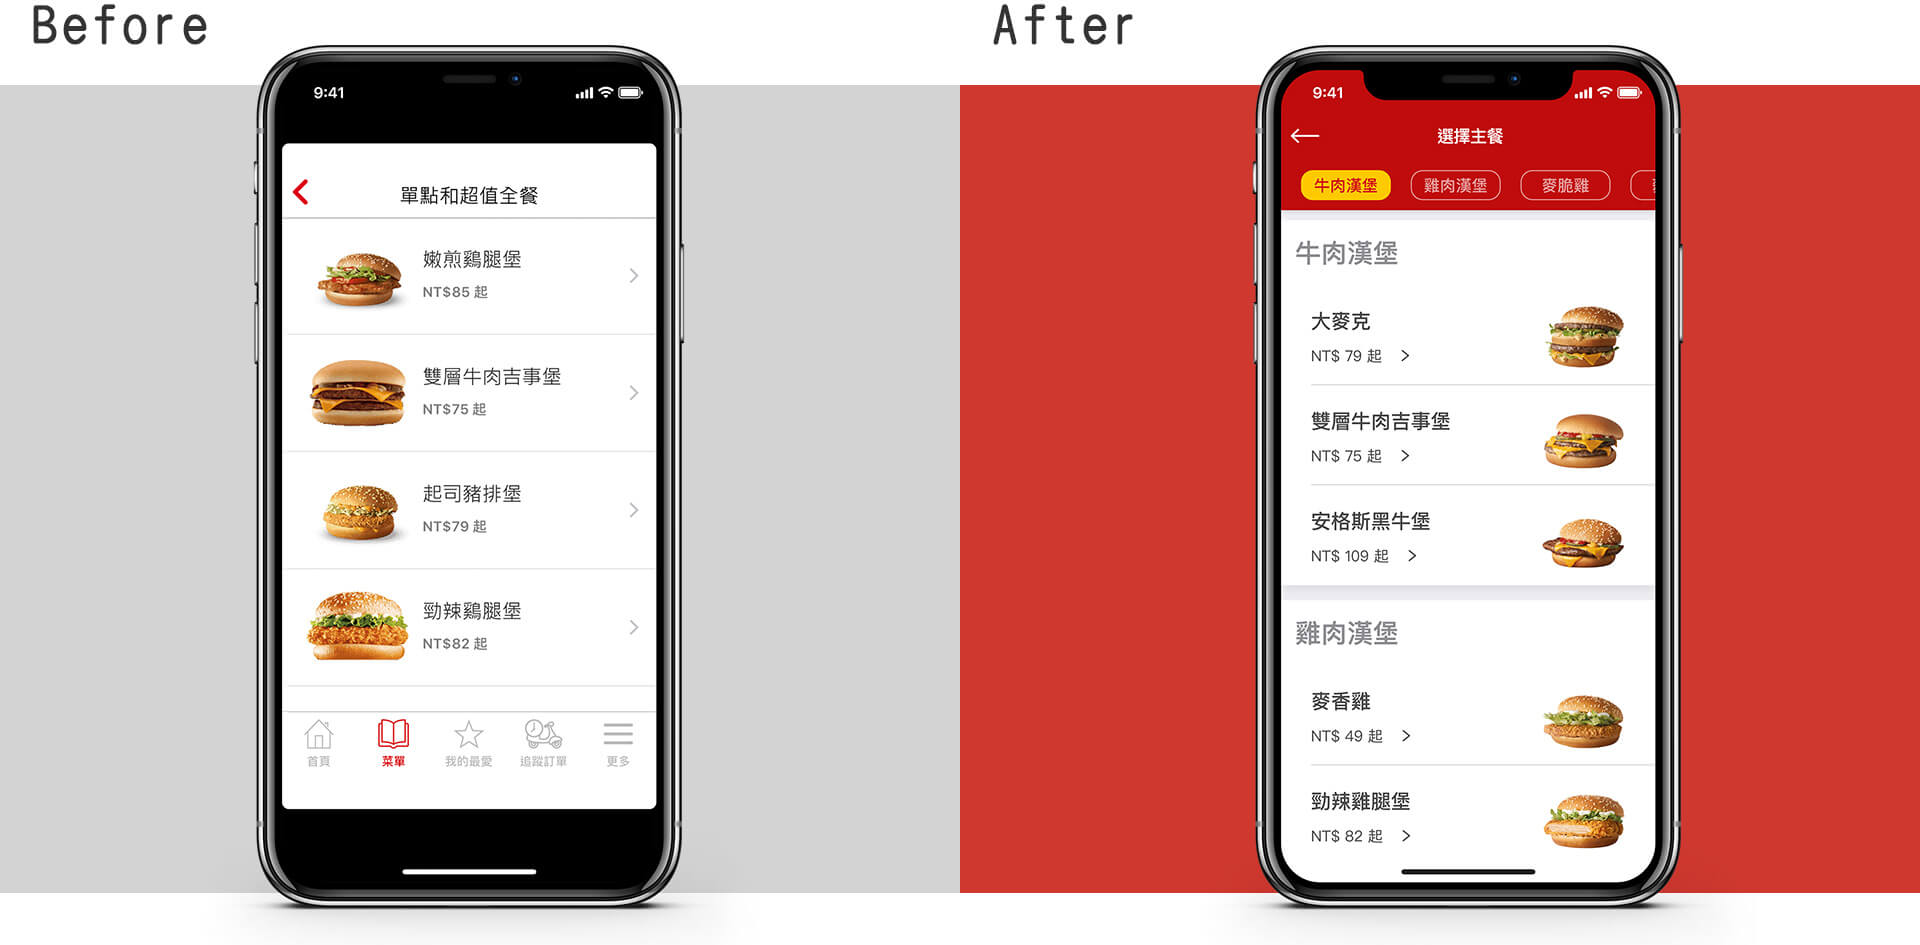 Before
After
9:41
單點和超值全餐
嫩煎鷄腿堡
NT$85 起
雙層牛肉吉事堡
NT$75 起
起司豬排堡
NT$79 起
勁辣鷄腿堡
NT$82 起
首頁
菜單
我的最愛
追蹤訂單
更多
9:41
選擇主餐
牛肉漢堡
雞肉漢堡
麥脆雞
牛肉漢堡
大麥克
NT$ 79 起
雙層牛肉吉事堡
NT$ 75 起
安格斯黑牛堡
NT$ 109 起
雞肉漢堡
麥香雞
NT$ 49 起
勁辣雞腿堡
NT$ 82 起